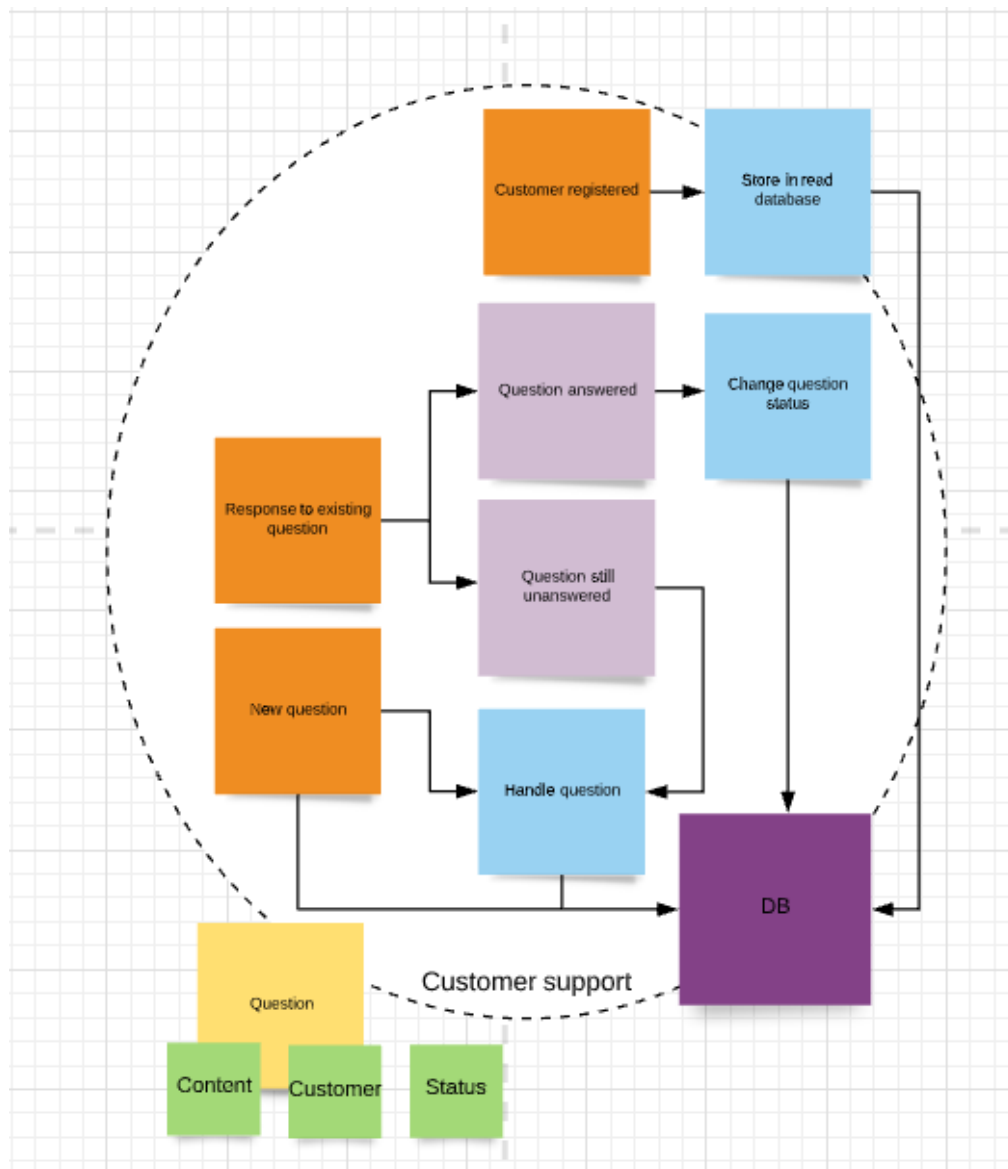 Customer registered
Store in read
database
Question answered
Change question
status
Response to existing
question
Question still
unanswered
New question
Handle question
DB
Customer support
Question
Content
Customer
Status